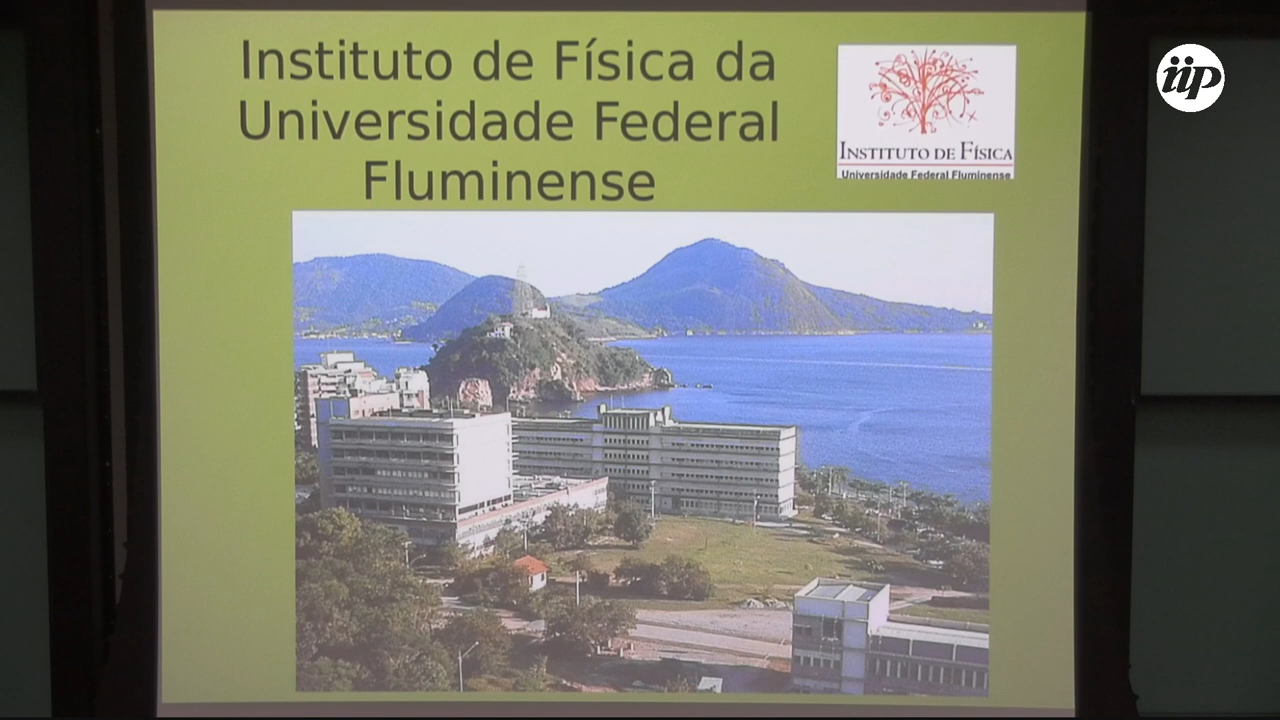 Instituto de Física da
Universidade Federal
Fluminense
INSTITUTO DE FÍSICA
Universidade Federal Fluminense
iip